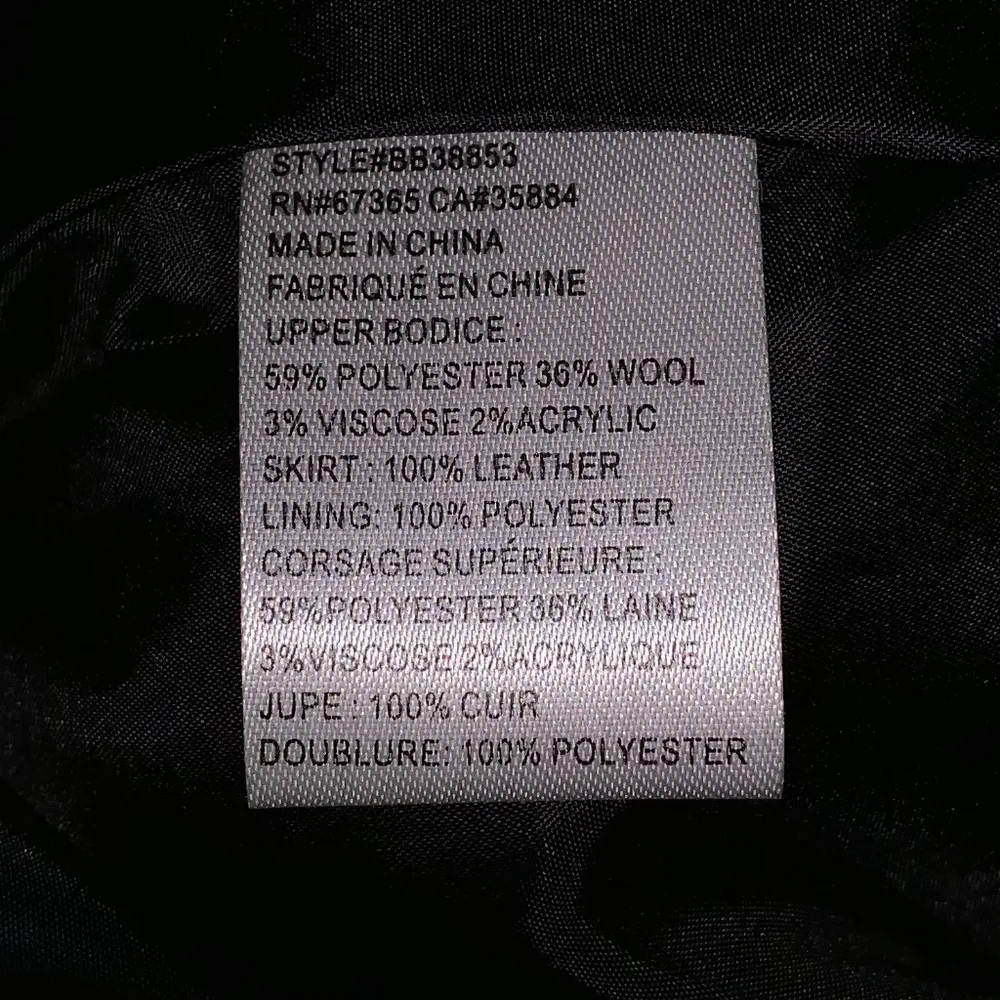 STYLE#BB38853
RN#67365 CA#35884
MADE IN CHINA
FABRIQUÉ EN CHINE
UPPER BODICE :
59% POLYESTER 36% WOOL
3% VISCOSE 2%ACRYLIC
SKIRT : 100% LEATHER
LINING: 100% POLYESTER
CORSAGE SUPÉRIEURE :
59%POLYESTER 36% LAINE
3%VISCOSE 2%ACRYLIQUE
JUPE : 100% CUIR
DOUBLURE: 100% POLYESTER